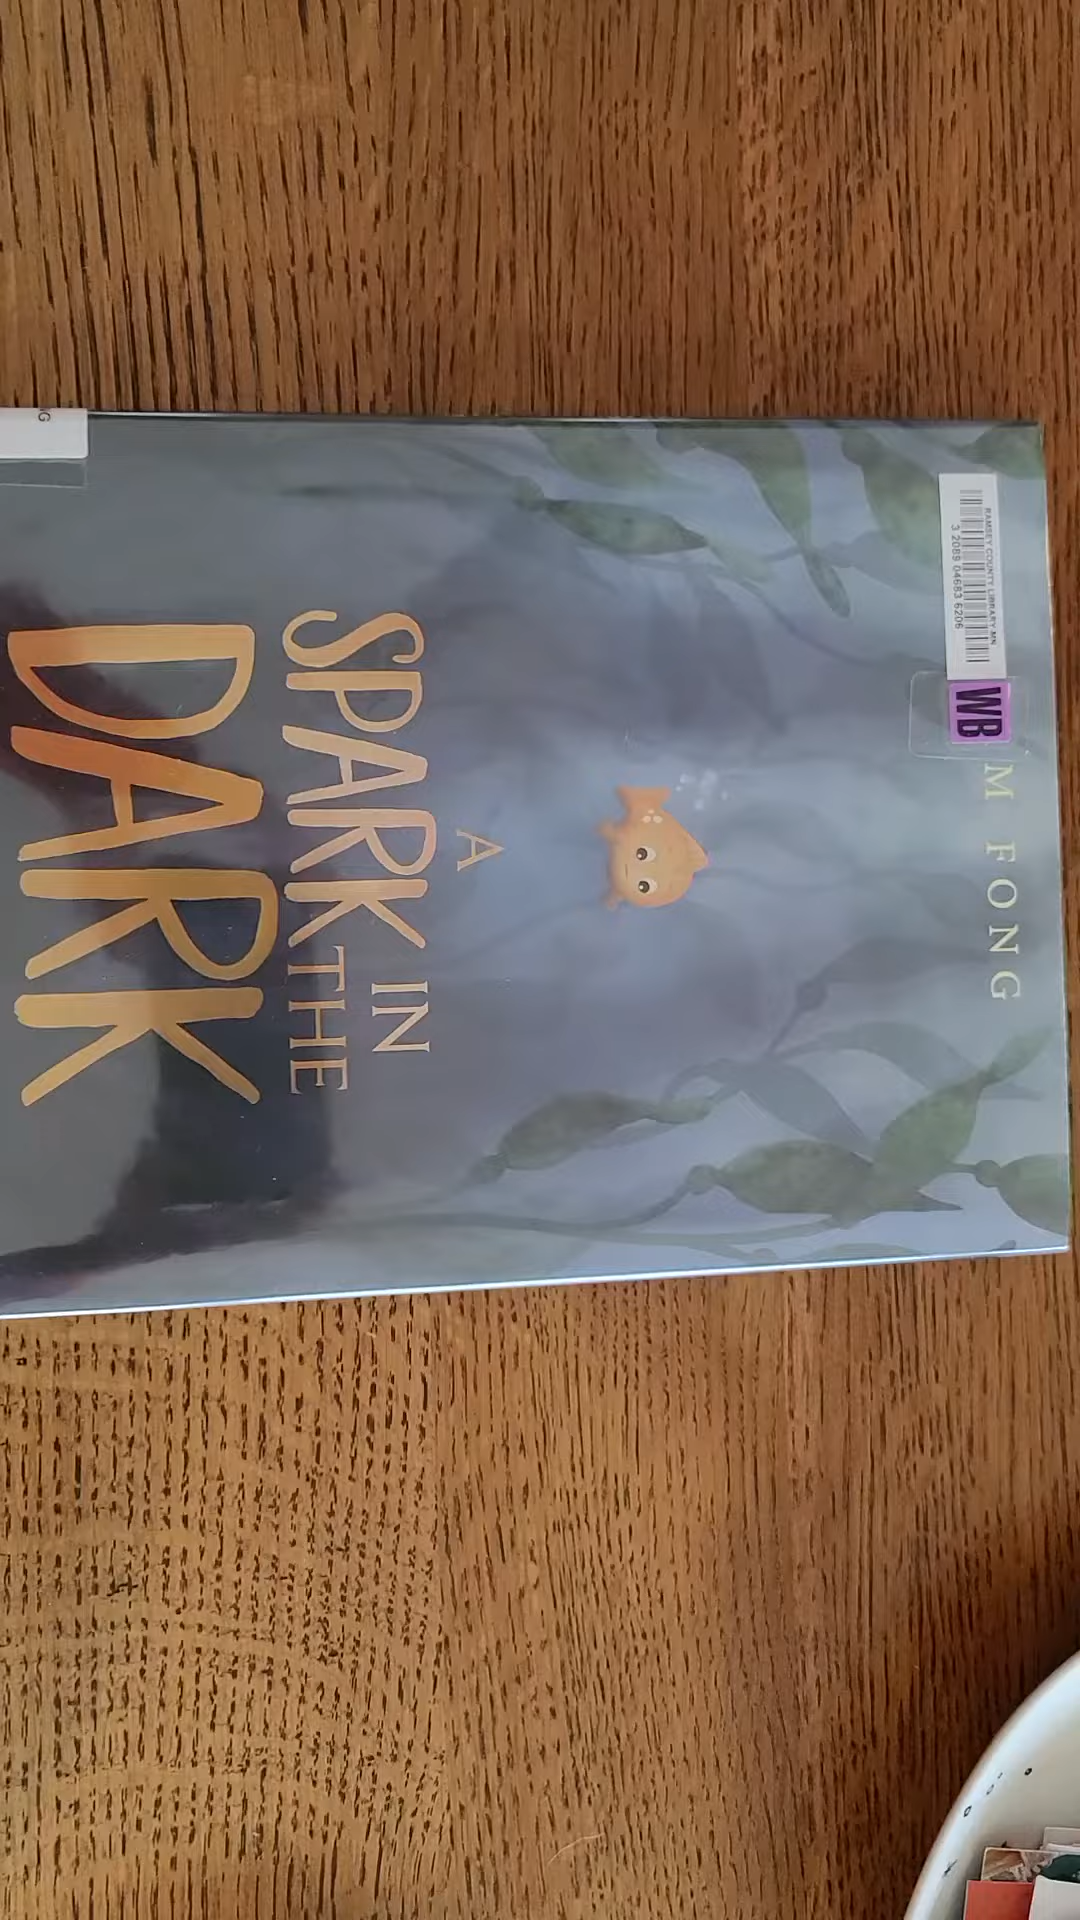 RAMSEY COUNTY LIBRARY, MN
3 2089 04683 6206
WB
M FONG
A
SPARK IN
THE
DARK